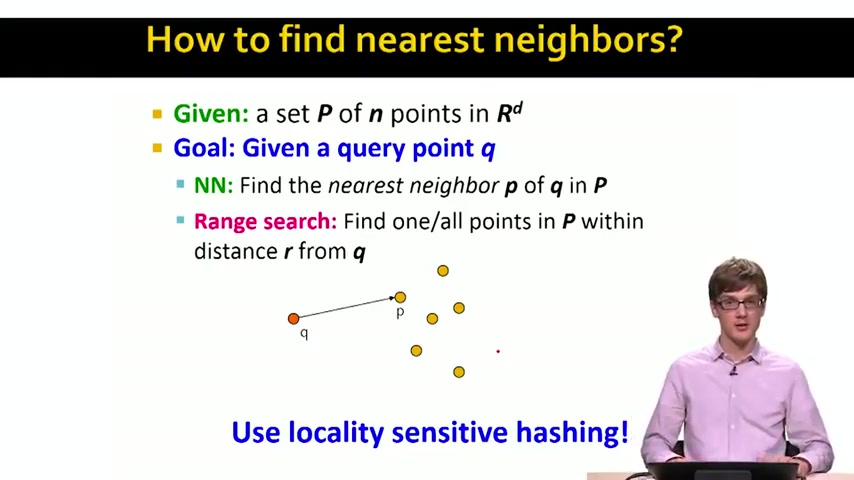 How to find nearest neighbors?
Given: a set P of n points in Rᵈ
Goal: Given a query point q
NN: Find the nearest neighbor p of q in P
Range search: Find one/all points in P within
distance r from q
p
q
Use locality sensitive hashing!